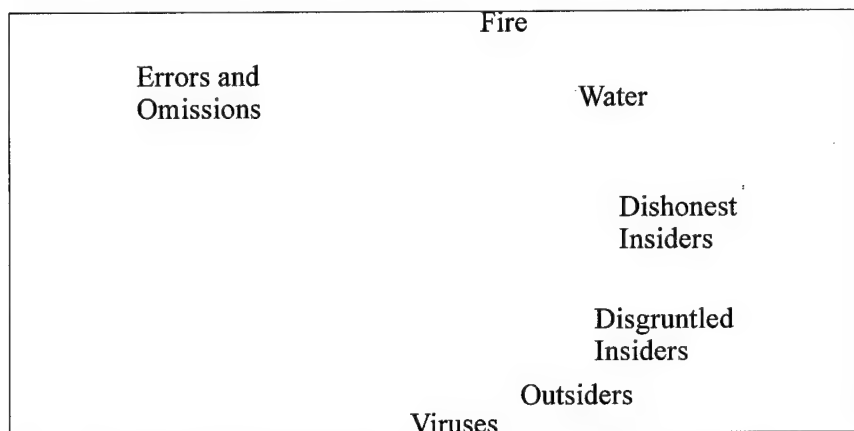 Fire
Errors and
Omissions
Water
Dishonest
Insiders
Disgruntled
Insiders
Outsiders
Viruses